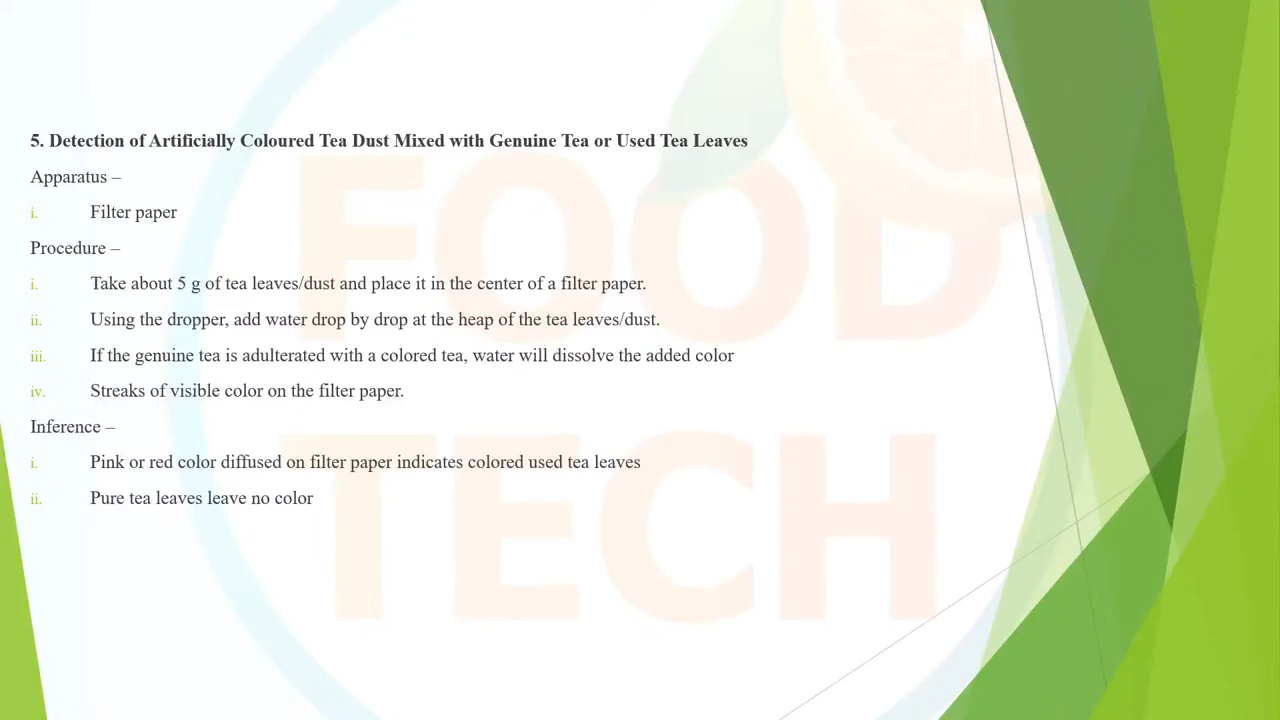 5. Detection of Artificially Coloured Tea Dust Mixed with Genuine Tea or Used Tea Leaves
Apparatus –
i. Filter paper
Procedure –
i. Take about 5 g of tea leaves/dust and place it in the center of a filter paper.
ii. Using the dropper, add water drop by drop at the heap of the tea leaves/dust.
iii. If the genuine tea is adulterated with a colored tea, water will dissolve the added color
iv. Streaks of visible color on the filter paper.
Inference –
i. Pink or red color diffused on filter paper indicates colored used tea leaves
ii. Pure tea leaves leave no color
FOOD
TECH